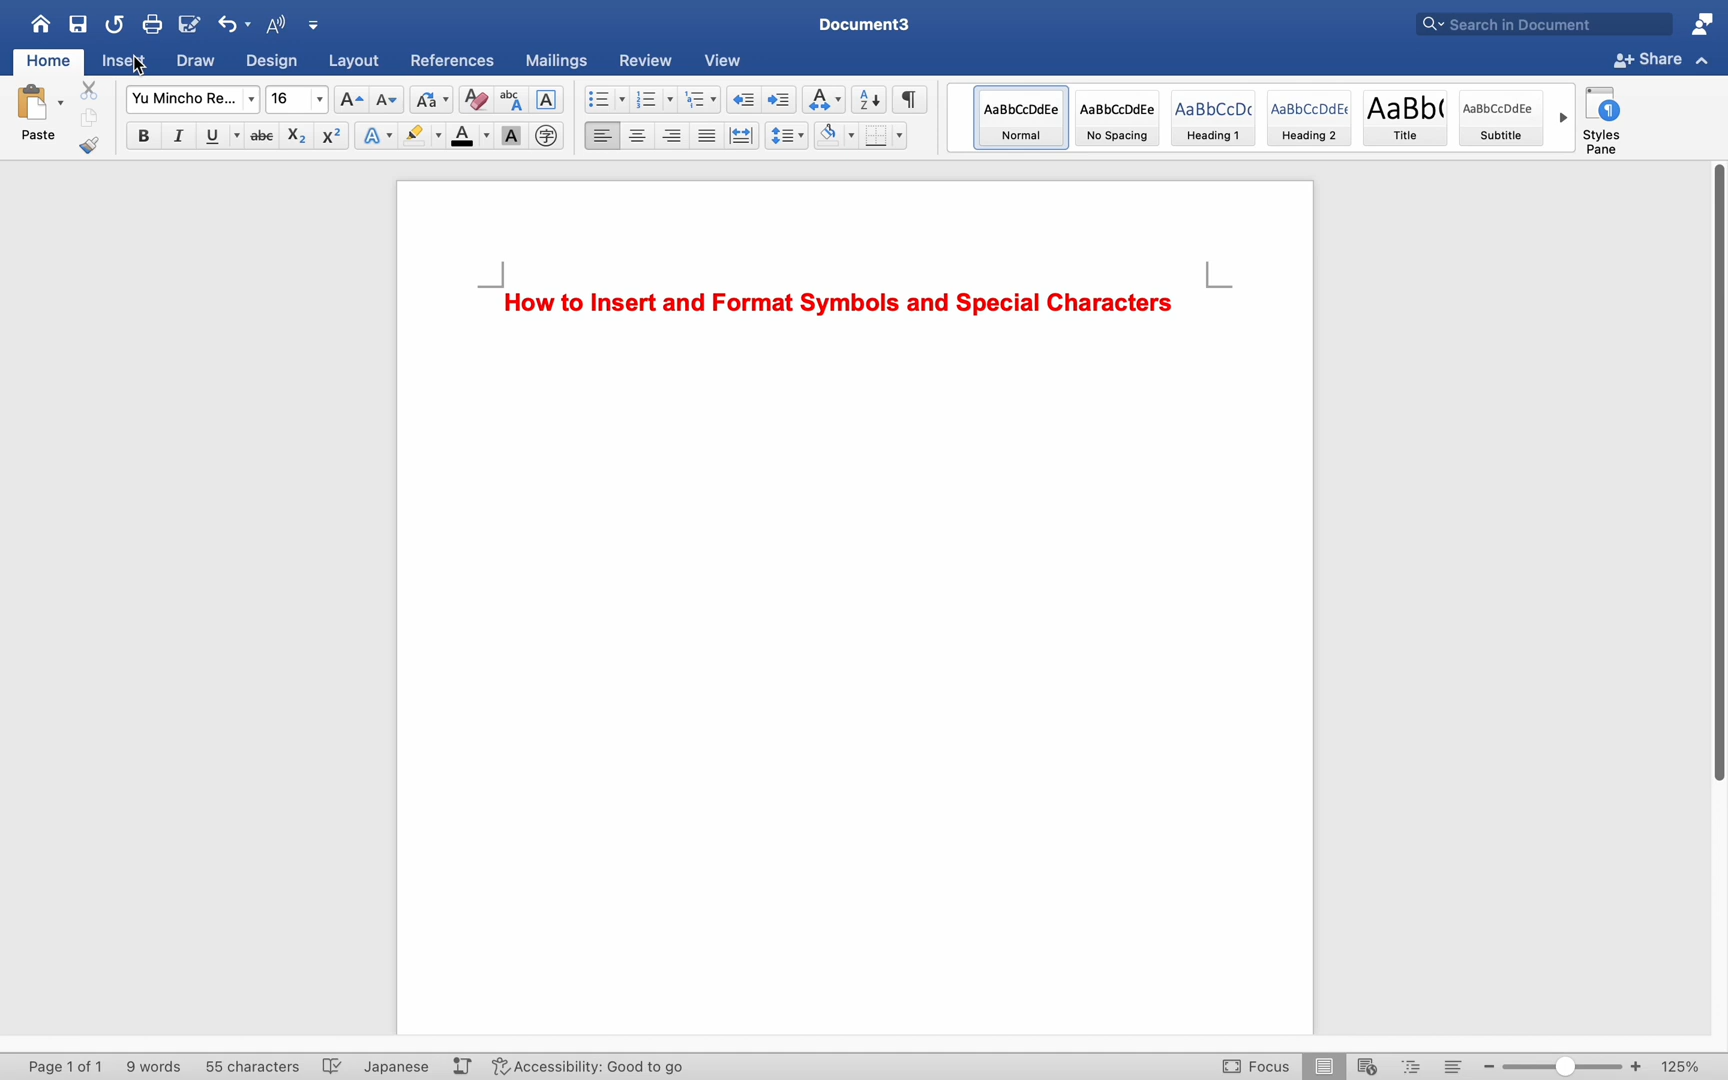 Document3
Search in Document
Home Insert Draw Design Layout References Mailings Review View
Share
Paste
Yu Mincho Re... 16
AaBbCcDdEe AaBbCcDdEe AaBbCcDc AaBbCcDdEe AaBb( AaBbCcDdEe
Normal No Spacing Heading 1 Heading 2 Title Subtitle
Styles
Pane
How to Insert and Format Symbols and Special Characters
Page 1 of 1 9 words 55 characters Japanese Accessibility: Good to go Focus 125%